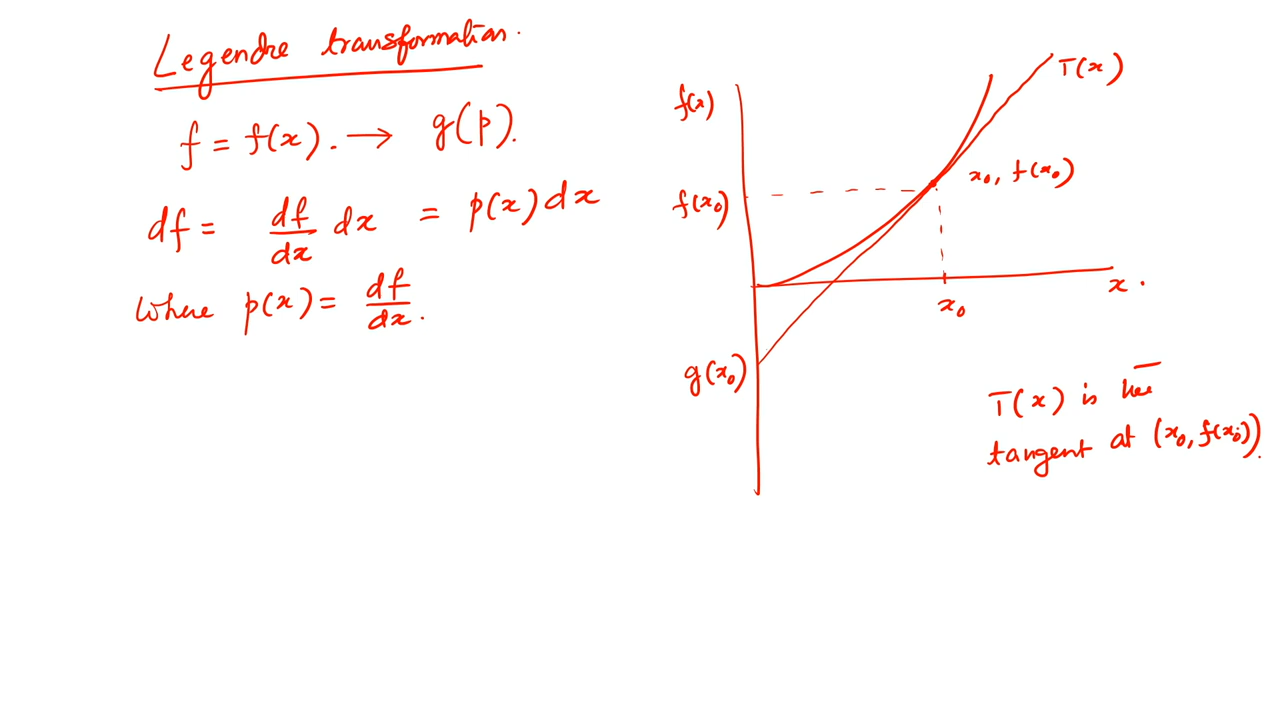 Legendre transformation.
f = f(x). → g(p).
df = df/dx dx = p(x) dx
Where p(x) = df/dx.
T(x)
f(x)
x₀, f(x₀)
f(x₀)
x.
x₀
g(x₀)
T(x) is
tangent at (x₀, f(x₀)).